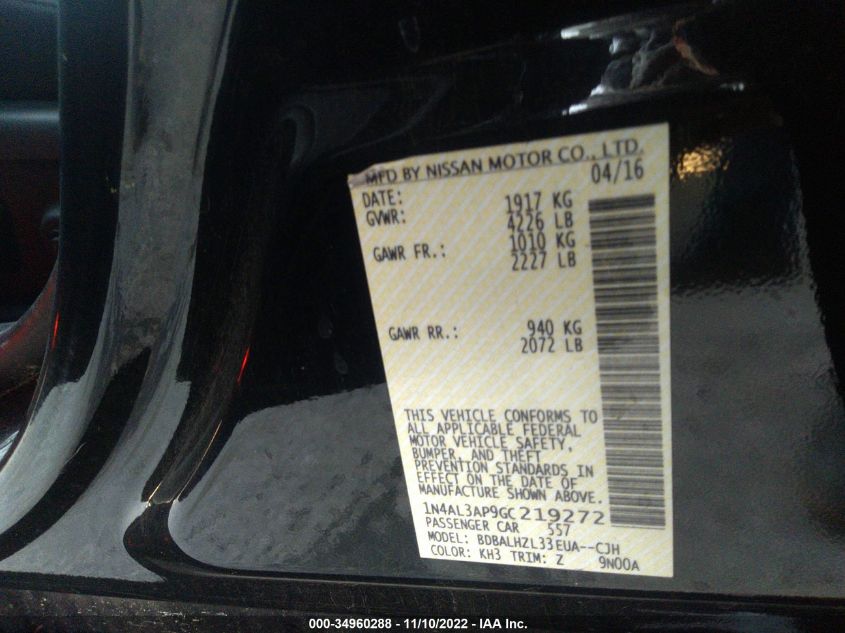 MFD BY NISSAN MOTOR CO., LTD.
DATE: 04/16
GVWR: 1917 KG
4226 LB
GAWR FR.: 1010 KG
2227 LB
GAWR RR.: 940 KG
2072 LB
THIS VEHICLE CONFORMS TO
ALL APPLICABLE FEDERAL
MOTOR VEHICLE SAFETY,
BUMPER, AND THEFT
PREVENTION STANDARDS IN
EFFECT ON THE DATE OF
MANUFACTURE SHOWN ABOVE.
1N4AL3AP9GC219272
PASSENGER CAR 557
MODEL: BDBALHZL33EUA--CJH
COLOR: KH3 TRIM: Z 9N00A
000-34960288 - 11/10/2022 - IAA Inc.